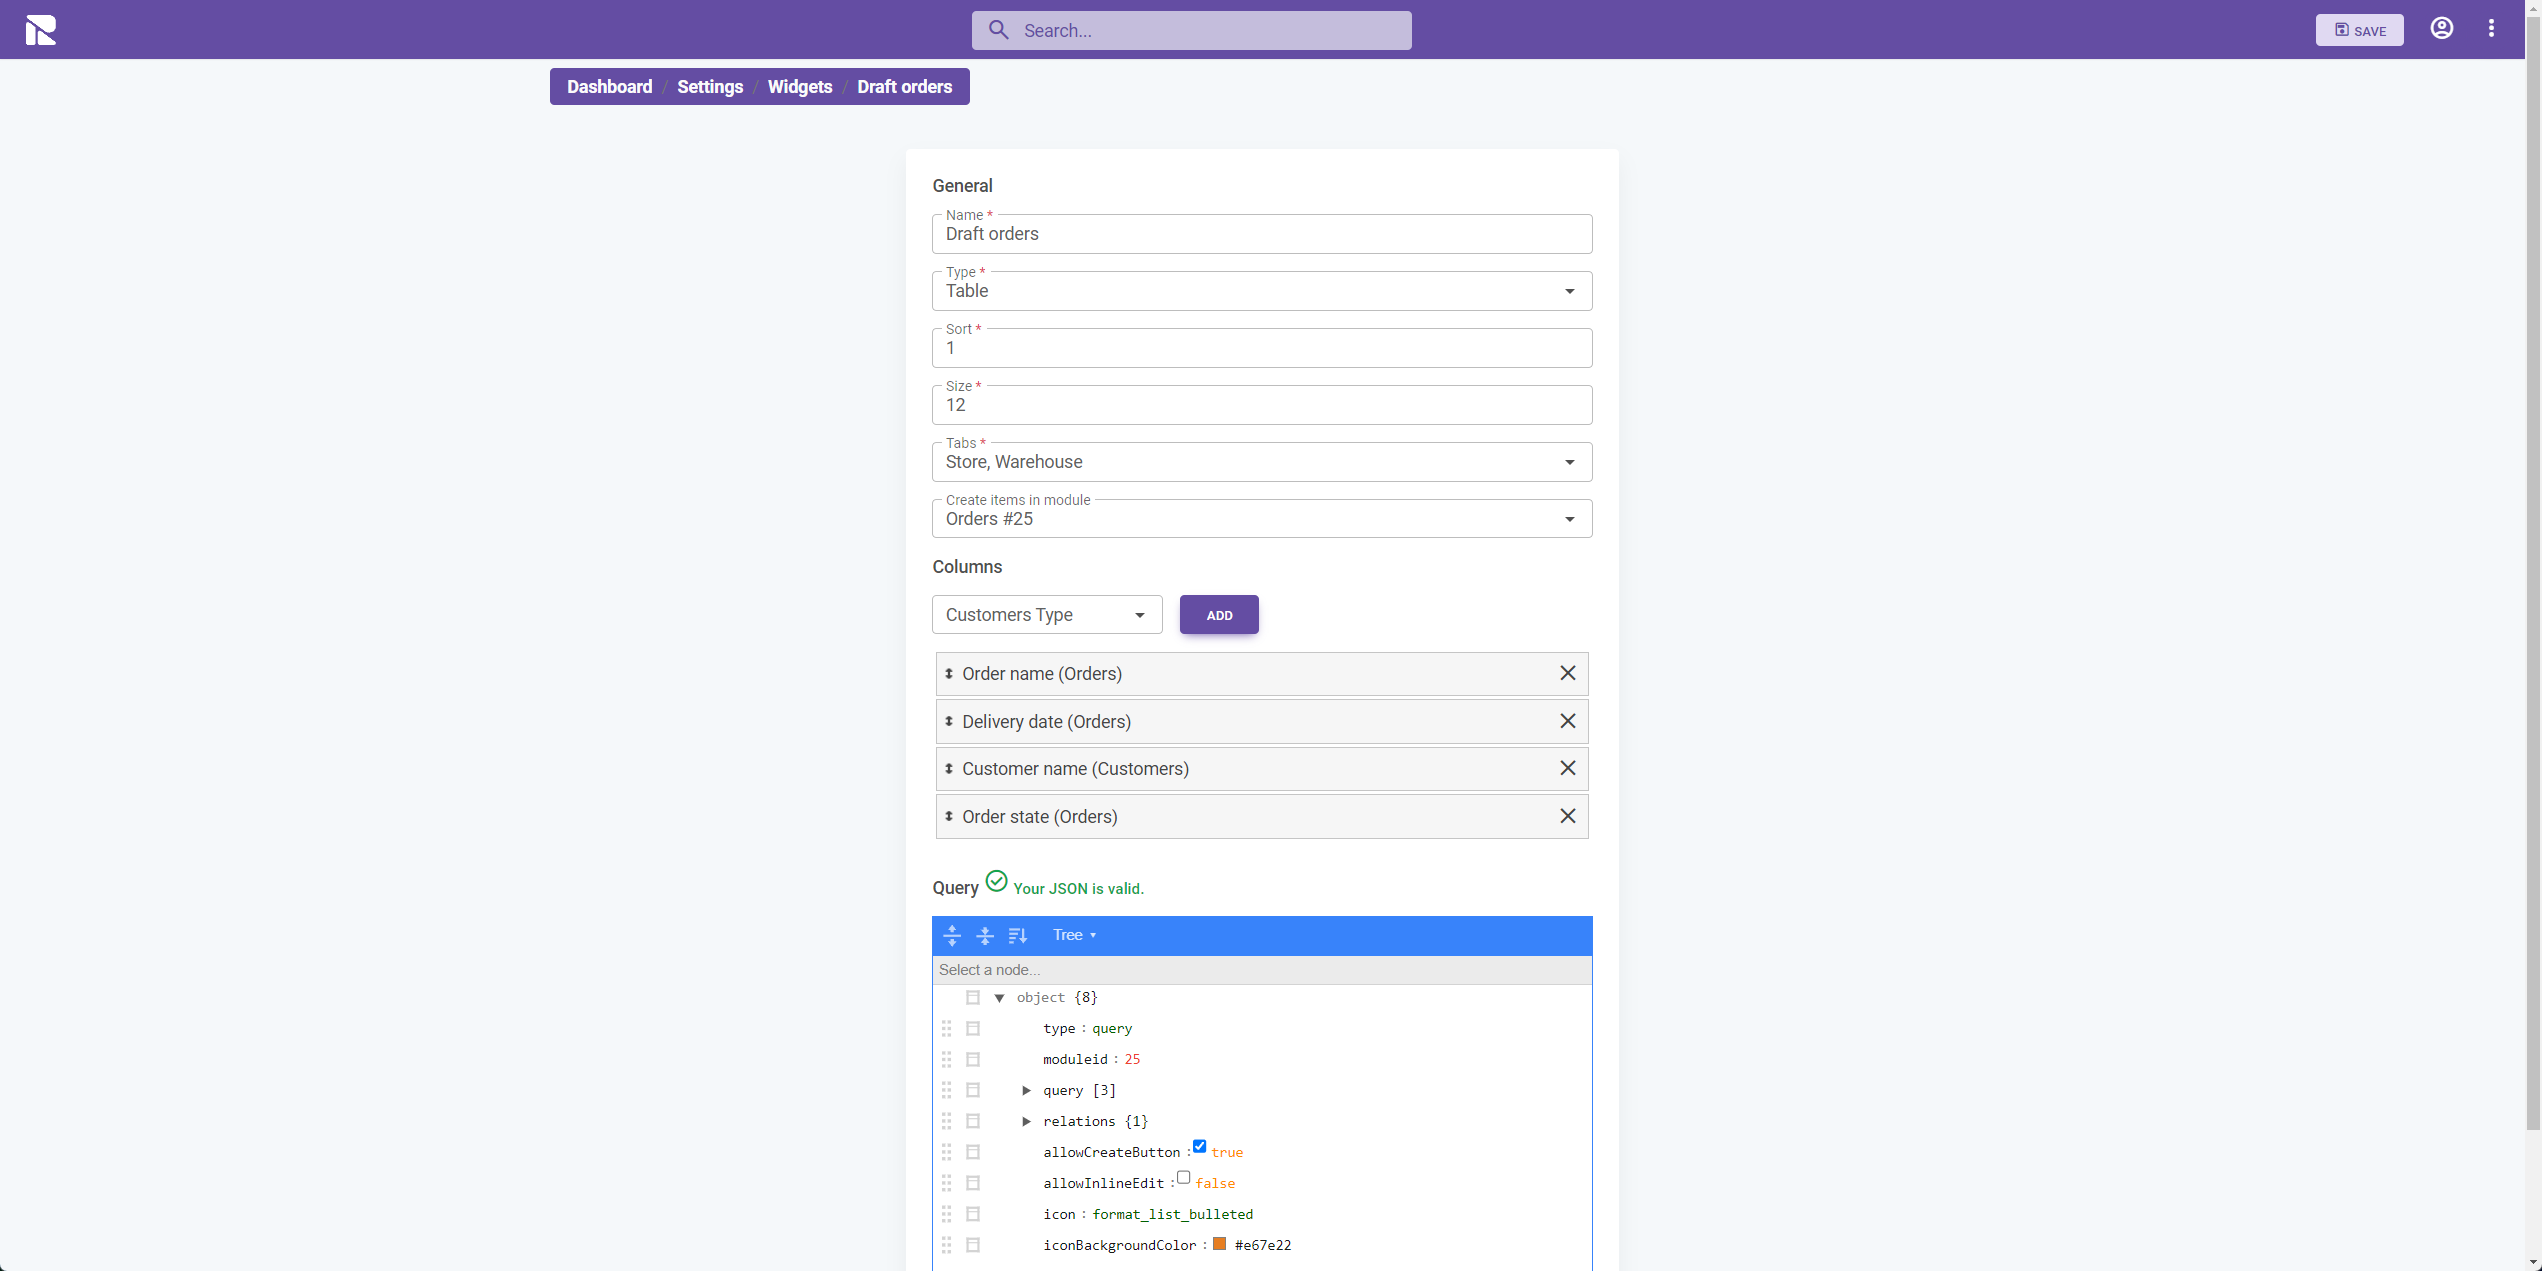 Search...
SAVE
Dashboard / Settings / Widgets / Draft orders
General
Name *
Draft orders
Type *
Table
Sort *
1
Size *
12
Tabs *
Store, Warehouse
Create items in module
Orders #25
Columns
Customers Type
ADD
Order name (Orders)
Delivery date (Orders)
Customer name (Customers)
Order state (Orders)
Query Your JSON is valid.
Tree
Select a node...
object {8}
type : query
moduleid : 25
query [3]
relations {1}
allowCreateButton : true
allowInlineEdit : false
icon : format_list_bulleted
iconBackgroundColor : #e67e22